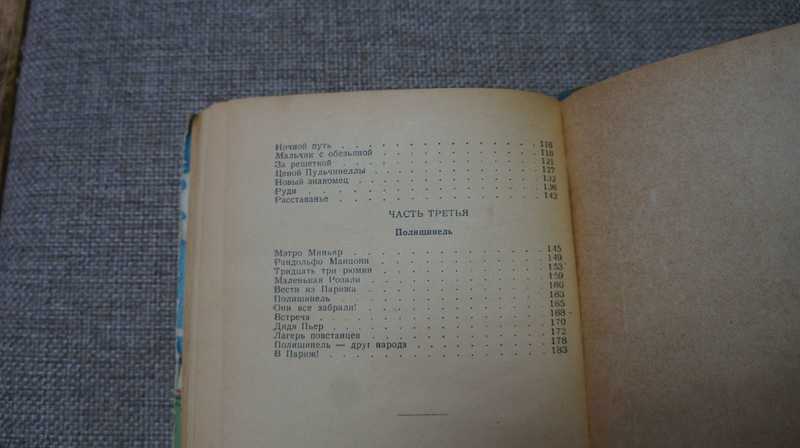 Ночной путь . . . . . . . . . . . . 116
Мальчик с обезьяной . . . . . . . . . 118
За решеткой . . . . . . . . . . . . 121
Ценой Пульчинеллы . . . . . . . . . 127
Новый знакомец . . . . . . . . . . . 132
Руди . . . . . . . . . . . . . . . 136
Расставанье . . . . . . . . . . . . 142
ЧАСТЬ ТРЕТЬЯ
Полишинель
Мэтро Миньяр . . . . . . . . . . . . 145
Рандольфо Манцони . . . . . . . . . 149
Тридцать три рюмии . . . . . . . . . 153
Маленькая Розали . . . . . . . . . . 159
Вести из Парижа . . . . . . . . . . 160
Полишинель . . . . . . . . . . . . 163
Они все забрали! . . . . . . . . . . 165
Встреча . . . . . . . . . . . . . . 168
Дядя Пьер . . . . . . . . . . . . . 170
Лагерь повстанцев . . . . . . . . . 172
Полишинель — друг народа . . . . . . . 178
В Париж! . . . . . . . . . . . . . 183